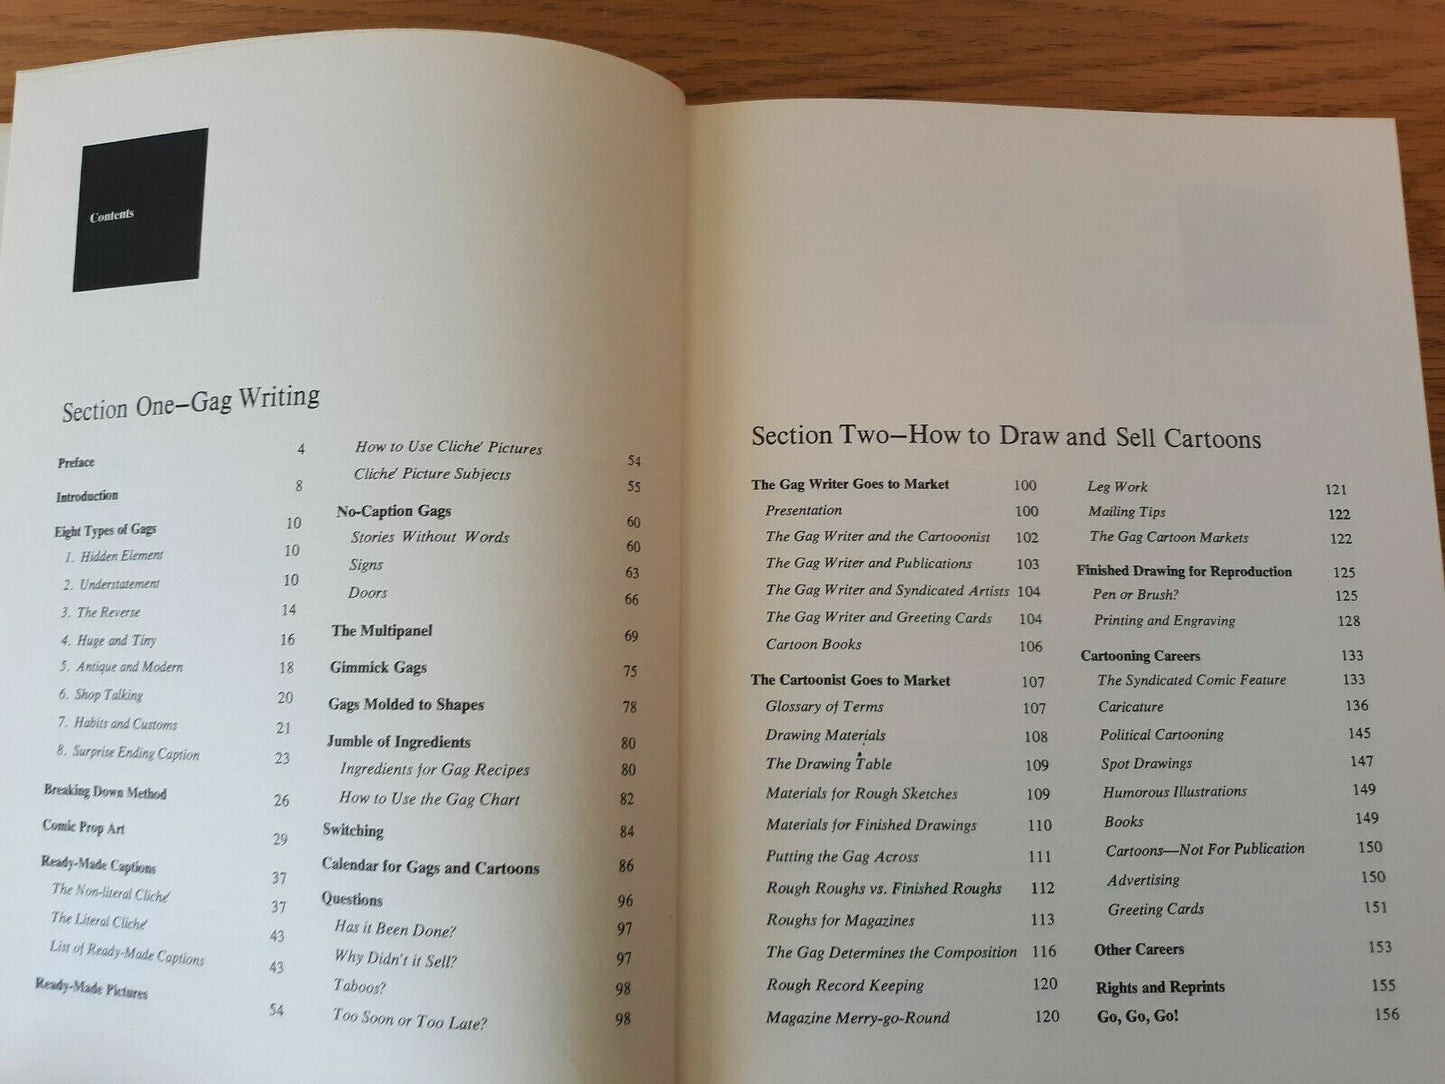 Contents
Section One—Gag Writing
Preface 4
Introduction 8
Eight Types of Gags 10
1. Hidden Element 10
2. Understatement 10
3. The Reverse 14
4. Huge and Tiny 16
5. Antique and Modern 18
6. Shop Talking 20
7. Habits and Customs 21
8. Surprise Ending Caption 23
Breaking Down Method 26
Comic Prop Art 29
Ready-Made Captions 37
The Non-literal Cliché 37
The Literal Cliché 43
List of Ready-Made Captions 43
Ready-Made Pictures 54
How to Use Cliché Pictures 54
Cliché Picture Subjects 55
No-Caption Gags 60
Stories Without Words 60
Signs 63
Doors 66
The Multipanel 69
Gimmick Gags 75
Gags Molded to Shapes 78
Jumble of Ingredients 80
Ingredients for Gag Recipes 80
How to Use the Gag Chart 82
Switching 84
Calendar for Gags and Cartoons 86
Questions 96
Has it Been Done? 97
Why Didn't it Sell? 97
Taboos? 98
Too Soon or Too Late? 98
Section Two—How to Draw and Sell Cartoons
The Gag Writer Goes to Market 100
Presentation 100
The Gag Writer and the Cartooonist 102
The Gag Writer and Publications 103
The Gag Writer and Syndicated Artists 104
The Gag Writer and Greeting Cards 104
Cartoon Books 106
The Cartoonist Goes to Market 107
Glossary of Terms 107
Drawing Materials 108
The Drawing Table 109
Materials for Rough Sketches 109
Materials for Finished Drawings 110
Putting the Gag Across 111
Rough Roughs vs. Finished Roughs 112
Roughs for Magazines 113
The Gag Determines the Composition 116
Rough Record Keeping 120
Magazine Merry-go-Round 120
Leg Work 121
Mailing Tips 122
The Gag Cartoon Markets 122
Finished Drawing for Reproduction 125
Pen or Brush? 125
Printing and Engraving 128
Cartooning Careers 133
The Syndicated Comic Feature 133
Caricature 136
Political Cartooning 145
Spot Drawings 147
Humorous Illustrations 149
Books 149
Cartoons—Not For Publication 150
Advertising 150
Greeting Cards 151
Other Careers 153
Rights and Reprints 155
Go, Go, Go! 156